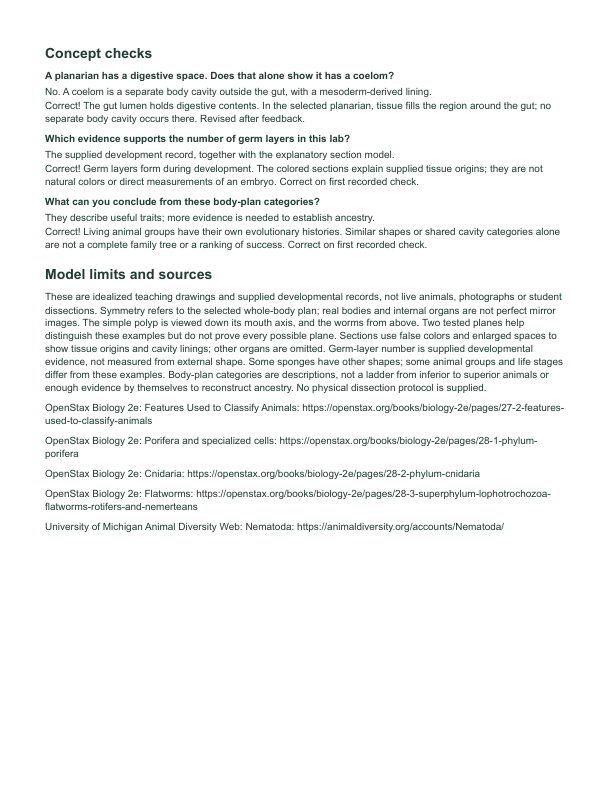 Concept checks
A planarian has a digestive space. Does that alone show it has a coelom?
No. A coelom is a separate body cavity outside the gut, with a mesoderm-derived lining.
Correct! The gut lumen holds digestive contents. In the selected planarian, tissue fills the region around the gut; no
separate body cavity occurs there. Revised after feedback.
Which evidence supports the number of germ layers in this lab?
The supplied development record, together with the explanatory section model.
Correct! Germ layers form during development. The colored sections explain supplied tissue origins; they are not
natural colors or direct measurements of an embryo. Correct on first recorded check.
What can you conclude from these body-plan categories?
They describe useful traits; more evidence is needed to establish ancestry.
Correct! Living animal groups have their own evolutionary histories. Similar shapes or shared cavity categories alone
are not a complete family tree or a ranking of success. Correct on first recorded check.
Model limits and sources
These are idealized teaching drawings and supplied developmental records, not live animals, photographs or student
dissections. Symmetry refers to the selected whole-body plan; real bodies and internal organs are not perfect mirror
images. The simple polyp is viewed down its mouth axis, and the worms from above. Two tested planes help
distinguish these examples but do not prove every possible plane. Sections use false colors and enlarged spaces to
show tissue origins and cavity linings; other organs are omitted. Germ-layer number is supplied developmental
evidence, not measured from external shape. Some sponges have other shapes; some animal groups and life stages
differ from these examples. Body-plan categories are descriptions, not a ladder from inferior to superior animals or
enough evidence by themselves to reconstruct ancestry. No physical dissection protocol is supplied.
OpenStax Biology 2e: Features Used to Classify Animals: https://openstax.org/books/biology-2e/pages/27-2-features-
used-to-classify-animals
OpenStax Biology 2e: Porifera and specialized cells: https://openstax.org/books/biology-2e/pages/28-1-phylum-
porifera
OpenStax Biology 2e: Cnidaria: https://openstax.org/books/biology-2e/pages/28-2-phylum-cnidaria
OpenStax Biology 2e: Flatworms: https://openstax.org/books/biology-2e/pages/28-3-superphylum-lophotrochozoa-
flatworms-rotifers-and-nemerteans
University of Michigan Animal Diversity Web: Nematoda: https://animaldiversity.org/accounts/Nematoda/